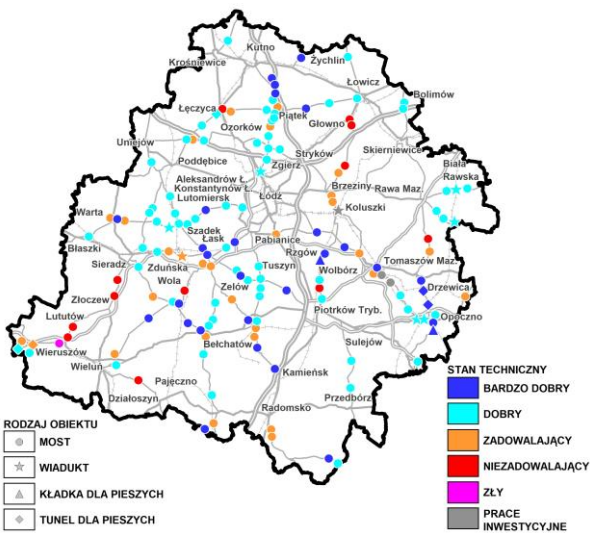 Kutno
Żychlin
Krośniewice
Łowicz
Bolimów
Łęczyca
Piątek
Ozorków
Głowno
Stryków
Skierniewice
Uniejów
Zgierz
Poddębice
Biała
Rawska
Aleksandrów Ł.
Brzeziny
Rawa Maz.
Konstantynów Ł.
Lutomiersk
Łódź
Koluszki
Warta
Szadek
Łask
Pabianice
Błaszki
Rzgów
Sieradz
Zduńska
Wola
Tuszyn
Wolbórz
Tomaszów Maz.
Zelów
Drzewica
Złoczew
Piotrków Tryb.
Opoczno
Lututów
Bełchatów
Sulejów
Wieruszów
Wieluń
Pajęczno
Kamieńsk
Działoszyn
Radomsko
Przedbórz
STAN TECHNICZNY
BARDZO DOBRY
DOBRY
ZADOWALAJĄCY
NIEZADOWALAJĄCY
ZŁY
PRACE
INWESTYCYJNE
RODZAJ OBIEKTU
MOST
WIADUKT
KŁADKA DLA PIESZYCH
TUNEL DLA PIESZYCH